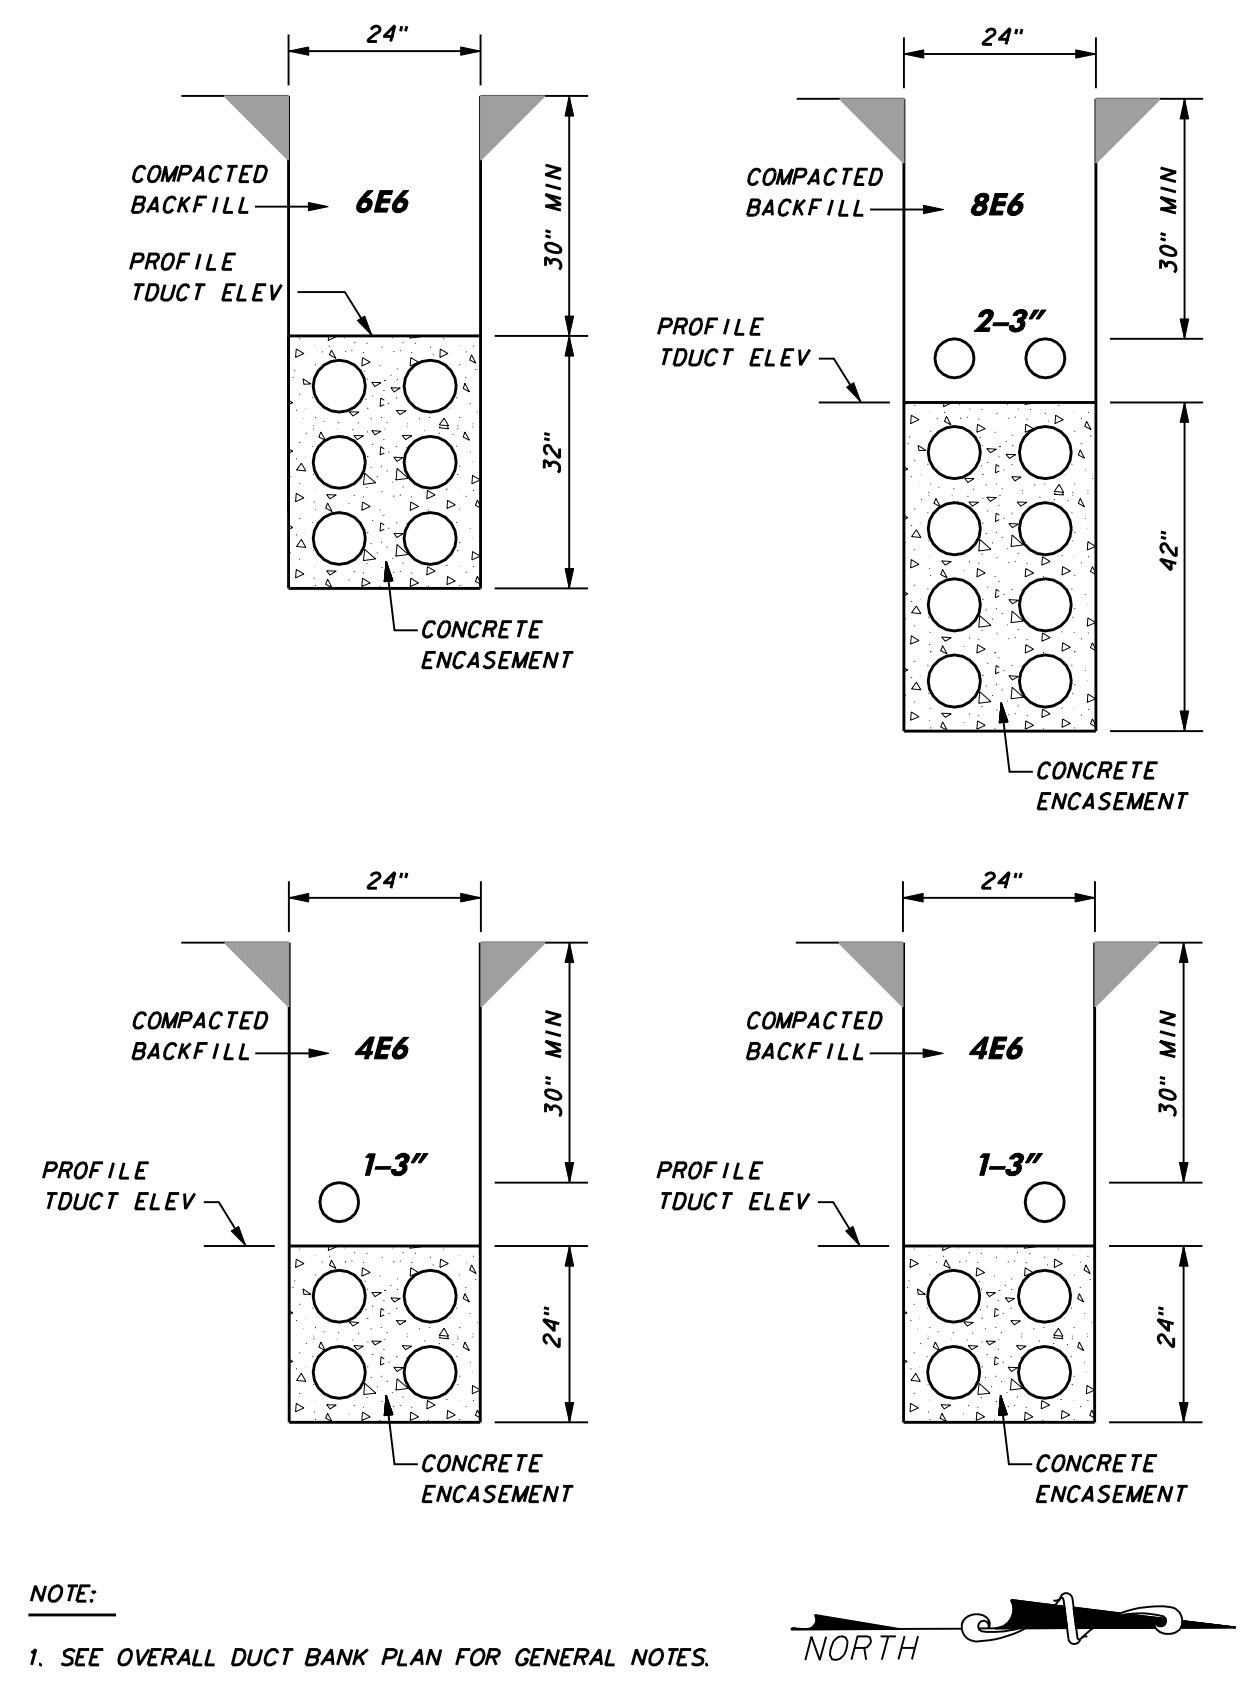 24"
COMPACTED
BACKFILL
6E6
30" MIN
PROFILE
TDUCT ELEV
32"
CONCRETE
ENCASEMENT
24"
COMPACTED
BACKFILL
8E6
30" MIN
2–3"
PROFILE
TDUCT ELEV
42"
CONCRETE
ENCASEMENT
24"
COMPACTED
BACKFILL
4E6
30" MIN
1–3"
PROFILE
TDUCT ELEV
24"
CONCRETE
ENCASEMENT
24"
COMPACTED
BACKFILL
4E6
30" MIN
1–3"
PROFILE
TDUCT ELEV
24"
CONCRETE
ENCASEMENT
NOTE:
1. SEE OVERALL DUCT BANK PLAN FOR GENERAL NOTES.
N
NORTH